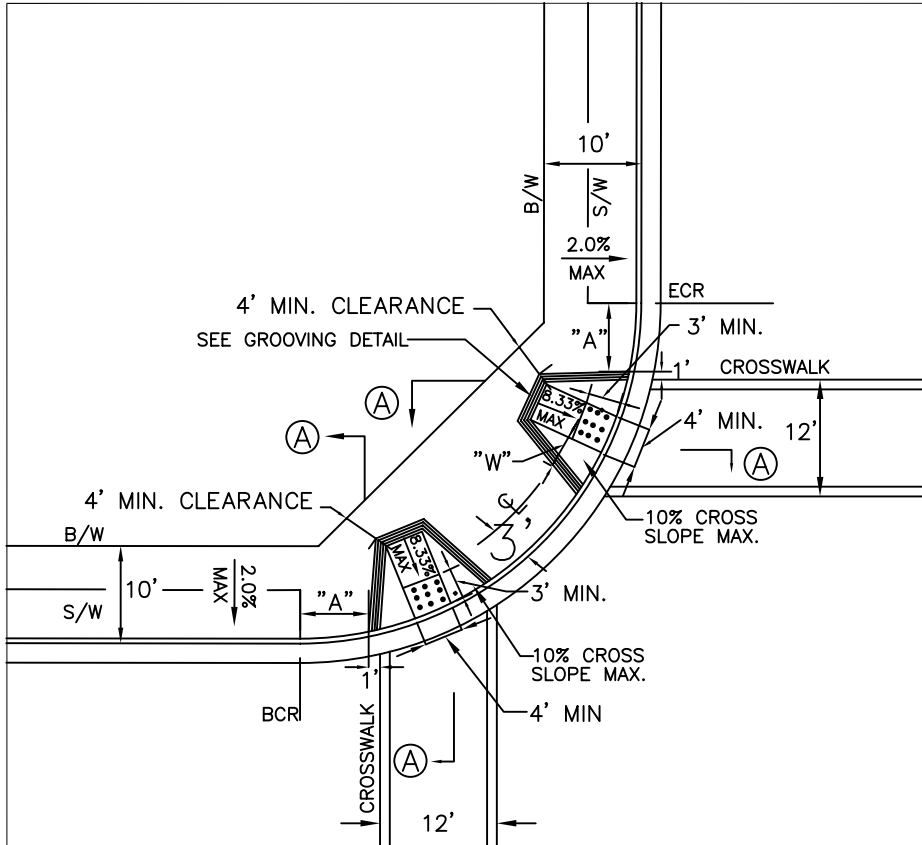 10'
B/W
S/W
2.0%
MAX
ECR
4' MIN. CLEARANCE
"A"
3' MIN.
SEE GROOVING DETAIL
1'
CROSSWALK
8.33%
MAX
A
4' MIN.
12'
A
"W"
A
4' MIN. CLEARANCE
℄
10% CROSS
SLOPE MAX.
3'
B/W
8.33%
MAX
10'
2.0%
MAX
"A"
3' MIN.
S/W
10% CROSS
SLOPE MAX.
1'
BCR
4' MIN
CROSSWALK
A
12'